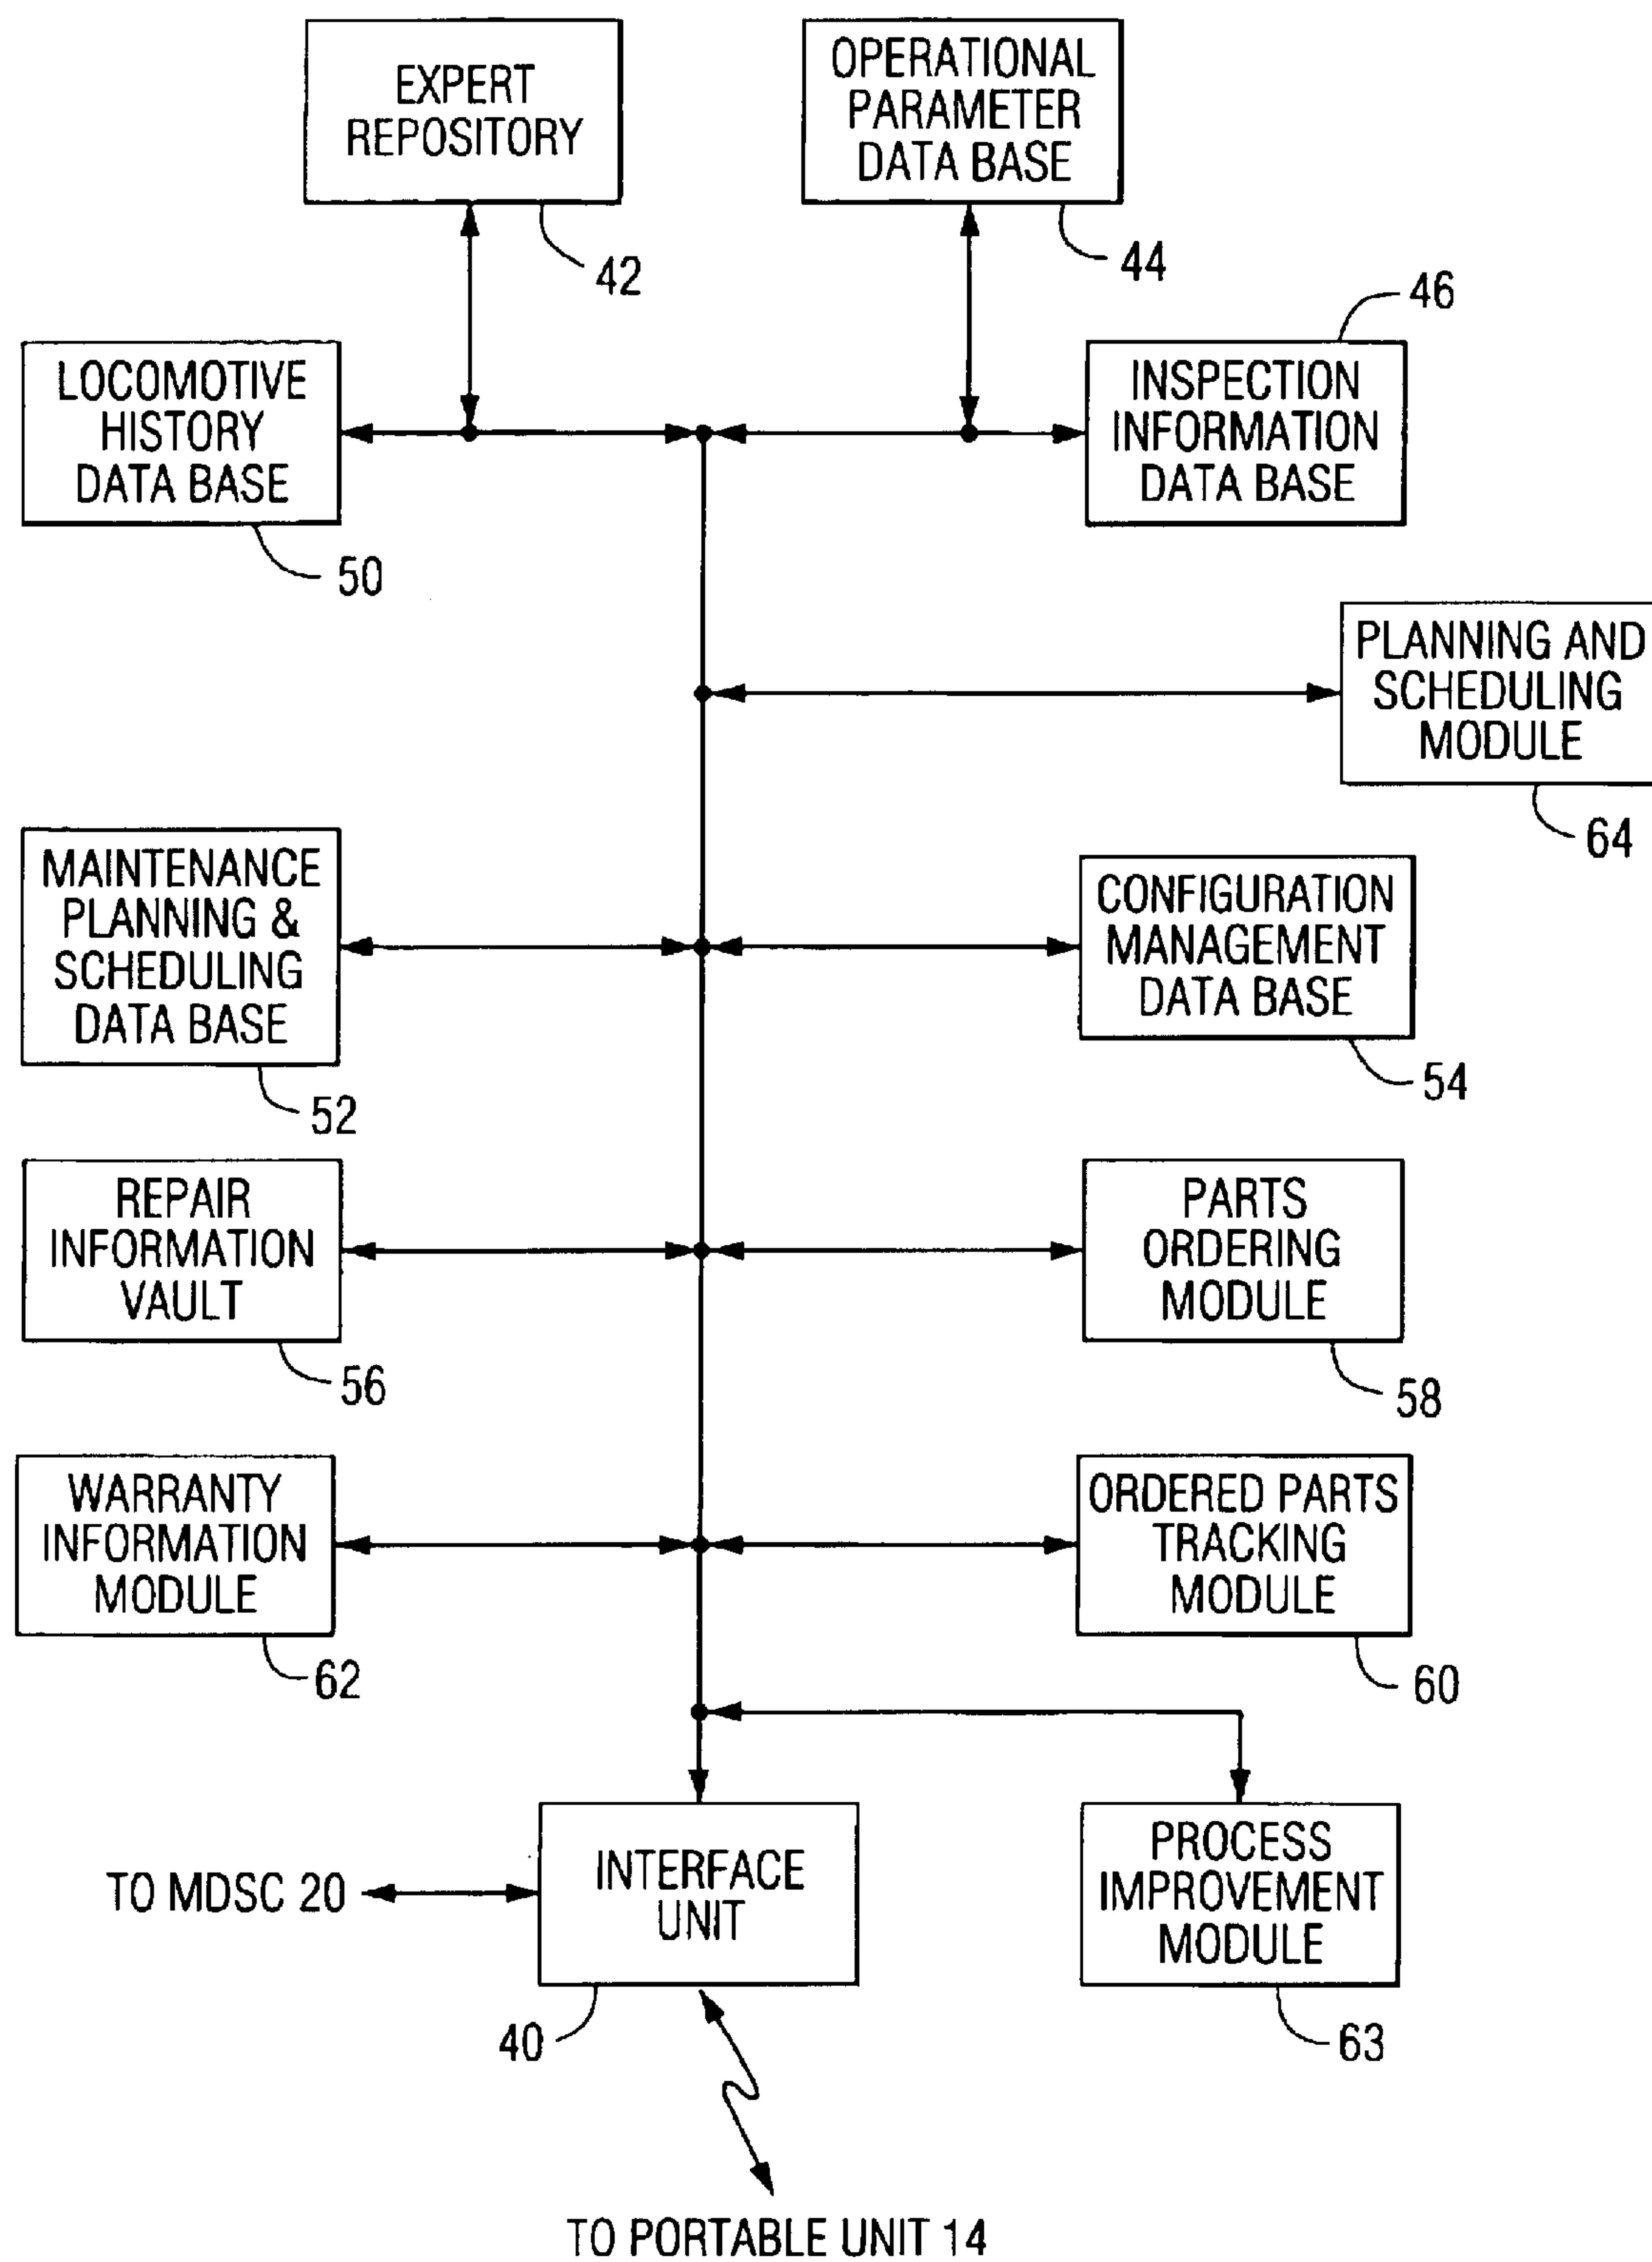 EXPERT
REPOSITORY
42
OPERATIONAL
PARAMETER
DATA BASE
44
LOCOMOTIVE
HISTORY
DATA BASE
50
46
INSPECTION
INFORMATION
DATA BASE
PLANNING AND
SCHEDULING
MODULE
64
MAINTENANCE
PLANNING &
SCHEDULING
DATA BASE
52
CONFIGURATION
MANAGEMENT
DATA BASE
54
REPAIR
INFORMATION
VAULT
56
PARTS
ORDERING
MODULE
58
WARRANTY
INFORMATION
MODULE
62
ORDERED PARTS
TRACKING
MODULE
60
TO MDSC 20
INTERFACE
UNIT
40
PROCESS
IMPROVEMENT
MODULE
63
TO PORTABLE UNIT 14